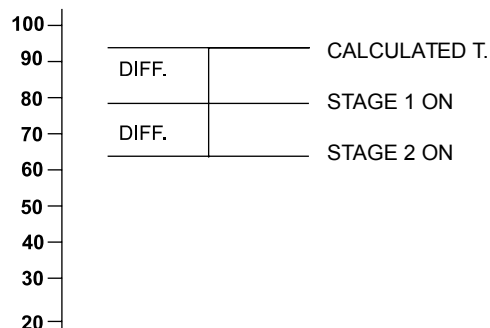 100
90
CALCULATED T.
DIFF.
80
STAGE 1 ON
70
DIFF.
60
STAGE 2 ON
50
40
30
20